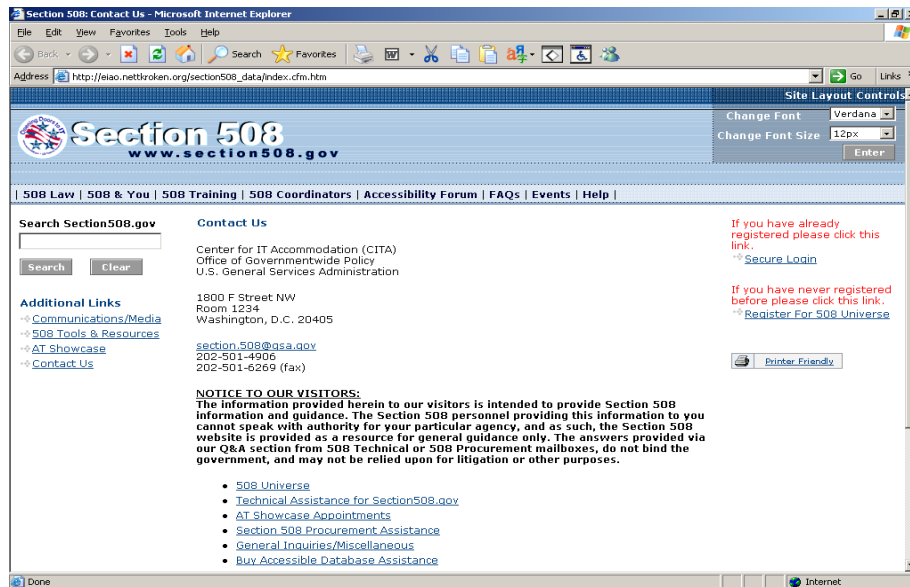 Section 508: Contact Us - Microsoft Internet Explorer
File Edit View Favorites Tools Help
Back Search Favorites
Address http://eiao.nettkroken.org/section508_data/index.cfm.htm Go Links
Site Layout Controls
Change Font Verdana
Change Font Size 12px
Enter
Section 508
www.section508.gov
| 508 Law | 508 & You | 508 Training | 508 Coordinators | Accessibility Forum | FAQs | Events | Help |
Search Section508.gov
Search Clear
Additional Links
Communications/Media
508 Tools & Resources
AT Showcase
Contact Us
Contact Us
Center for IT Accommodation (CITA)
Office of Governmentwide Policy
U.S. General Services Administration
1800 F Street NW
Room 1234
Washington, D.C. 20405
section.508@gsa.gov
202-501-4906
202-501-6269 (fax)
NOTICE TO OUR VISITORS:
The information provided herein to our visitors is intended to provide Section 508
information and guidance. The Section 508 personnel providing this information to you
cannot speak with authority for your particular agency, and as such, the Section 508
website is provided as a resource for general guidance only. The answers provided via
our Q&A section from 508 Technical or 508 Procurement mailboxes, do not bind the
government, and may not be relied upon for litigation or other purposes.
508 Universe
Technical Assistance for Section508.gov
AT Showcase Appointments
Section 508 Procurement Assistance
General Inquiries/Miscellaneous
Buy Accessible Database Assistance
If you have already
registered please click this
link.
Secure Login
If you have never registered
before please click this link.
Register For 508 Universe
Printer Friendly
Done Internet